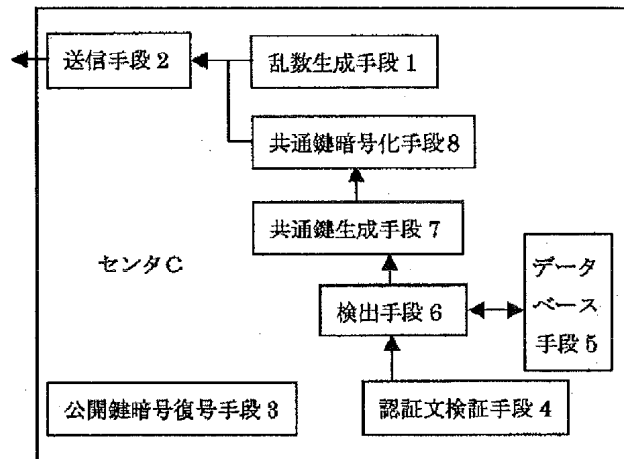 送信手段2
乱数生成手段1
共通鍵暗号化手段8
共通鍵生成手段7
センタC
データ
ベース
手段5
検出手段6
公開鍵暗号復号手段3
認証文検証手段4